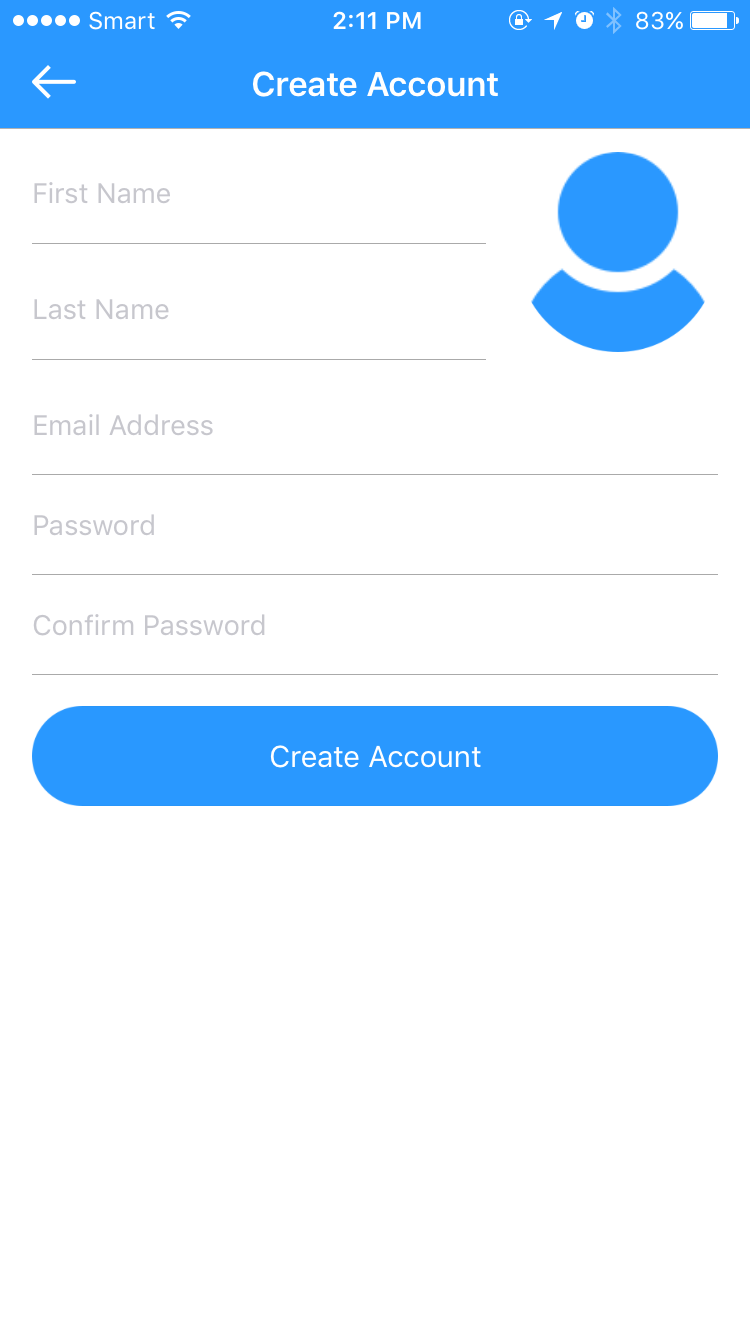 Smart 2:11 PM 83%
Create Account
First Name
Last Name
Email Address
Password
Confirm Password
Create Account